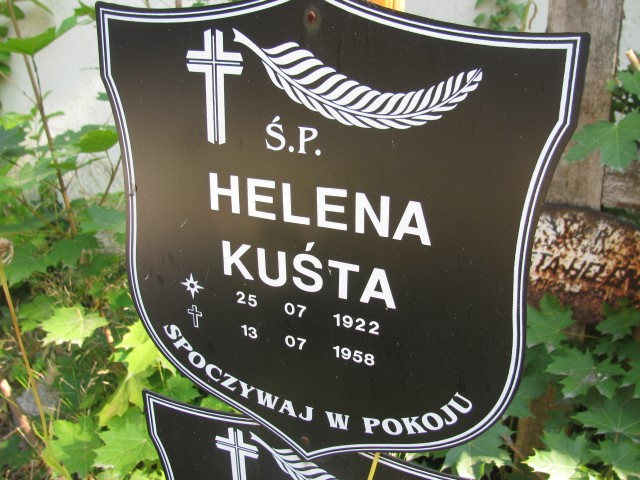 Ś.P.
HELENA
KUŚTA
25 07 1922
13 07 1958
SPOCZYWAJ W POKOJU